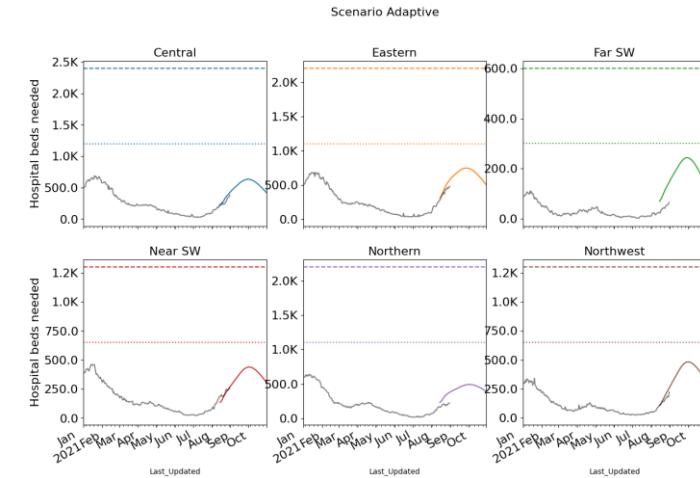 Scenario Adaptive
Central
Eastern
Far SW
Hospital beds needed
2.5K
2.0K
1.5K
1.0K
500.0
0.0
2.0K
1.5K
1.0K
500.0
0.0
600.0
400.0
200.0
0.0
Near SW
Northern
Northwest
Hospital beds needed
1.2K
1.0K
750.0
500.0
250.0
0.0
2.0K
1.5K
1.0K
500.0
0.0
1.2K
1.0K
750.0
500.0
250.0
0.0
Jan
2021 Feb Mar Apr May Jun Jul Aug Sep Oct
Jan
2021 Feb Mar Apr May Jun Jul Aug Sep Oct
Jan
2021 Feb Mar Apr May Jun Jul Aug Sep Oct
Last_Updated
Last_Updated
Last_Updated